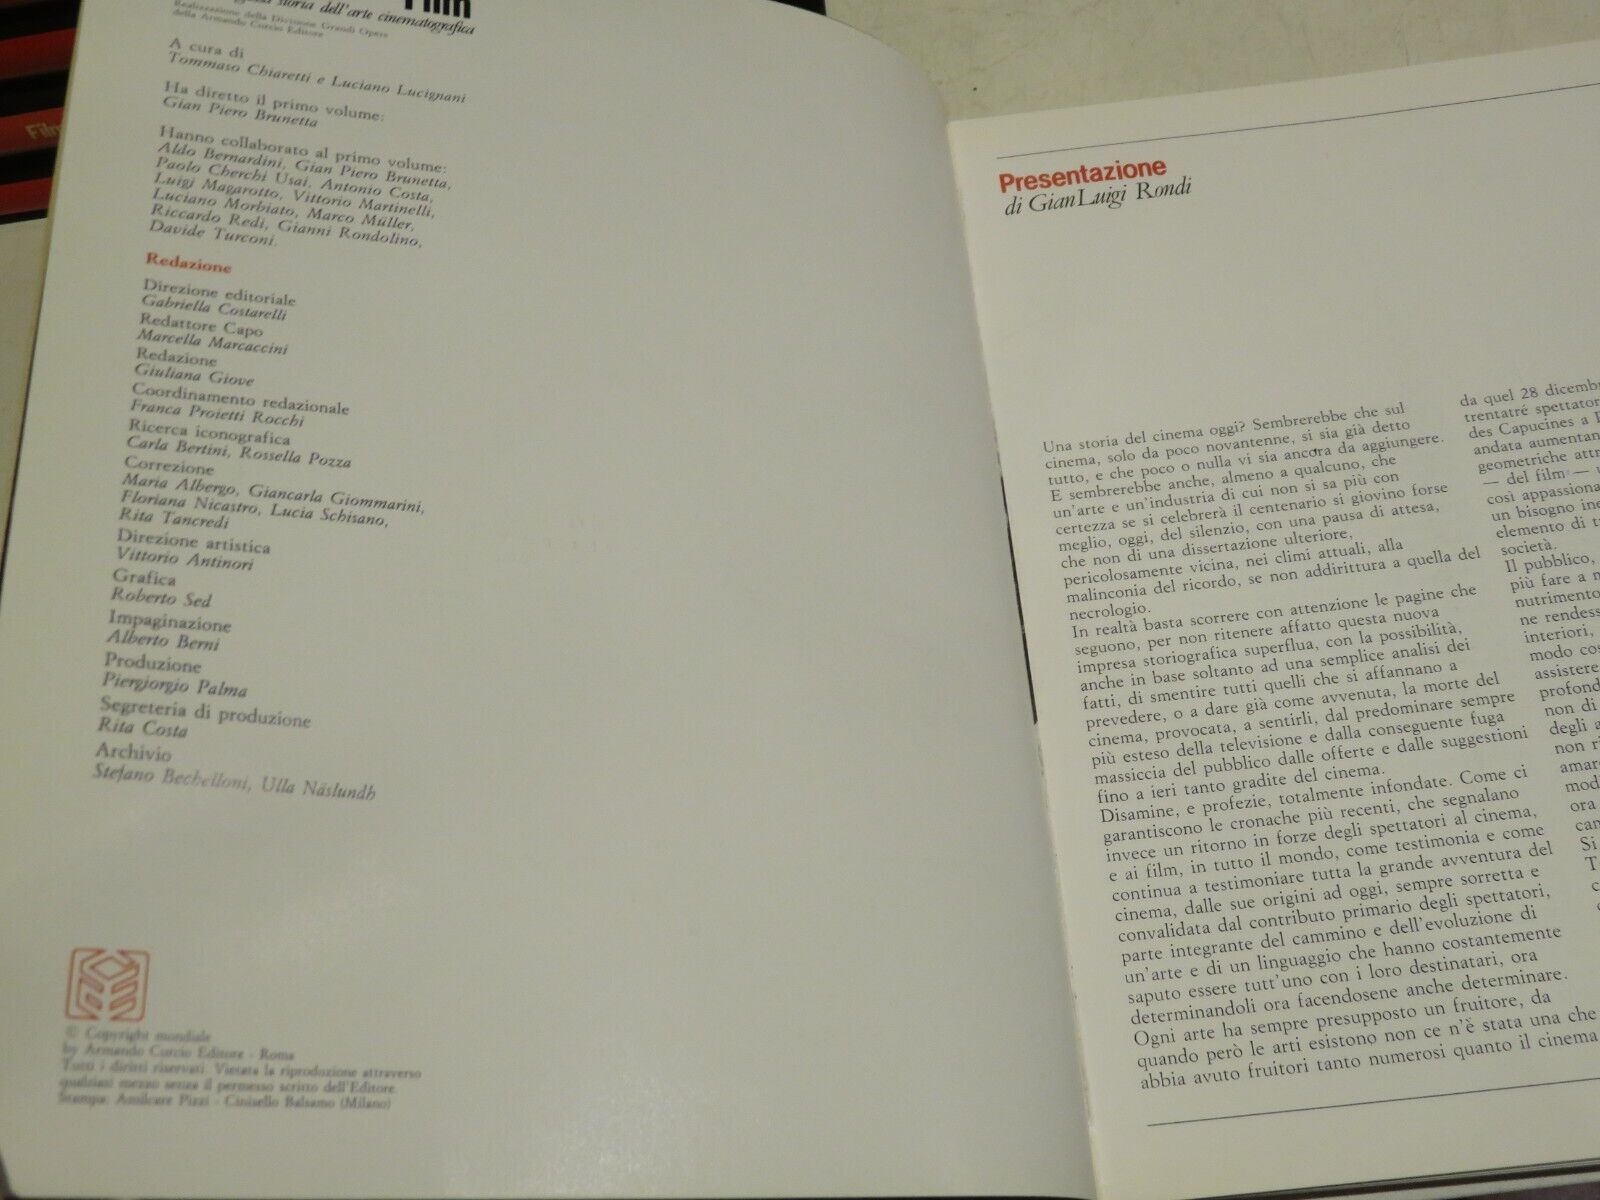 Film
storia dell'arte cinematografica
Realizzazione della Divisione Grandi Opere
della Armando Curcio Editore
A cura di
Tommaso Chiaretti e Luciano Lucignani
Ha diretto il primo volume:
Gian Piero Brunetta
Hanno collaborato al primo volume:
Aldo Bernardini, Gian Piero Brunetta,
Paolo Cherchi Usai, Antonio Costa,
Luigi Magarotto, Vittorio Martinelli,
Luciano Morbiato, Marco Müller,
Riccardo Redi, Gianni Rondolino,
Davide Turconi.
Redazione
Direzione editoriale
Gabriella Costarelli
Redattore Capo
Marcella Marcaccini
Redazione
Giuliana Giove
Coordinamento redazionale
Franca Proietti Rocchi
Ricerca iconografica
Carla Bertini, Rossella Pozza
Correzione
Maria Albergo, Giancarla Giommarini,
Floriana Nicastro, Lucia Schisano,
Rita Tancredi
Direzione artistica
Vittorio Antinori
Grafica
Roberto Sed
Impaginazione
Alberto Berni
Produzione
Piergiorgio Palma
Segreteria di produzione
Rita Costa
Archivio
Stefano Bechelloni, Ulla Näslundh
© Copyright mondiale
by Armando Curcio Editore - Roma
Tutti i diritti riservati. Vietata la riproduzione attraverso
qualsiasi mezzo senza il permesso scritto dell'Editore.
Stampa: Amilcare Pizzi - Cinisello Balsamo (Milano)
Presentazione
di GianLuigi Rondi
Una storia del cinema oggi? Sembrerebbe che sul
cinema, solo da poco novantenne, si sia già detto
tutto, e che poco o nulla vi sia ancora da aggiungere.
E sembrerebbe anche, almeno a qualcuno, che
un'arte e un'industria di cui non si sa più con
certezza se si celebrerà il centenario si giovino forse
meglio, oggi, del silenzio, con una pausa di attesa,
che non di una dissertazione ulteriore,
pericolosamente vicina, nei climi attuali, alla
malinconia del ricordo, se non addirittura a quella del
necrologio.
In realtà basta scorrere con attenzione le pagine che
seguono, per non ritenere affatto questa nuova
impresa storiografica superflua, con la possibilità,
anche in base soltanto ad una semplice analisi dei
fatti, di smentire tutti quelli che si affannano a
prevedere, o a dare già come avvenuta, la morte del
cinema, provocata, a sentirli, dal predominare sempre
più esteso della televisione e dalla conseguente fuga
massiccia del pubblico dalle offerte e dalle suggestioni
fino a ieri tanto gradite del cinema.
Disamine, e profezie, totalmente infondate. Come ci
garantiscono le cronache più recenti, che segnalano
invece un ritorno in forze degli spettatori al cinema,
e ai film, in tutto il mondo, come testimonia e come
continua a testimoniare tutta la grande avventura del
cinema, dalle sue origini ad oggi, sempre sorretta e
convalidata dal contributo primario degli spettatori,
parte integrante del cammino e dell'evoluzione di
un'arte e di un linguaggio che hanno costantemente
saputo essere tutt'uno con i loro destinatari, ora
determinandoli ora facendosene anche determinare.
Ogni arte ha sempre presupposto un fruitore, da
quando però le arti esistono non ce n'è stata una che
abbia avuto fruitori tanto numerosi quanto il cinema
da quel 28 dicemb
trentatré spettator
des Capucines a
andata aumentan
geometriche attr
— del film —
così appassiona
un bisogno ine
elemento di t
società.
Il pubblico,
più fare a m
nutrimento
ne rendess
interiori,
modo cos
assistere
profond
non di
degli a
non ri
amar
mod
ora
can
Si
T